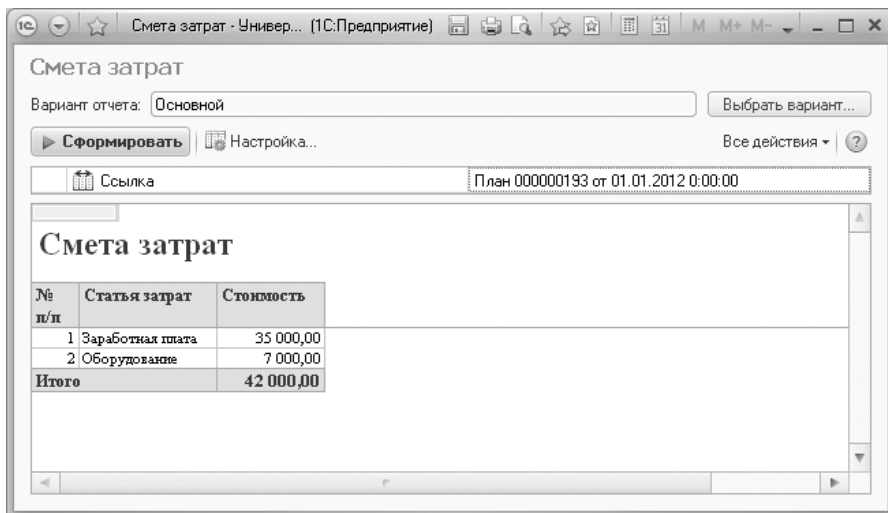 1С Смета затрат - Универ... (1С:Предприятие) 31 M M+ M-
Смета затрат
Вариант отчета: Основной Выбрать вариант...
Сформировать Настройка... Все действия ?
Ссылка План 000000193 от 01.01.2012 0:00:00
Смета затрат
№ п/п Статья затрат Стоимость
1 Заработная плата 35 000,00
2 Оборудование 7 000,00
Итого 42 000,00